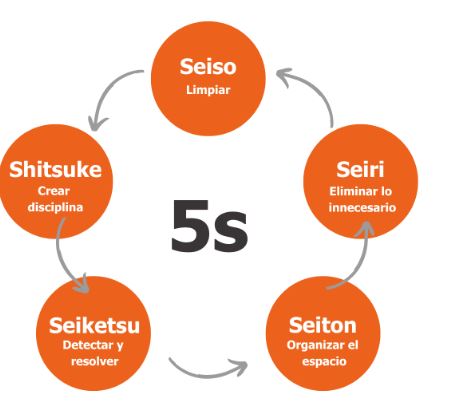 Seiso
Limpiar
Shitsuke
Crear
disciplina
Seiri
Eliminar lo
innecesario
5s
Seiketsu
Detectar y
resolver
Seiton
Organizar el
espacio